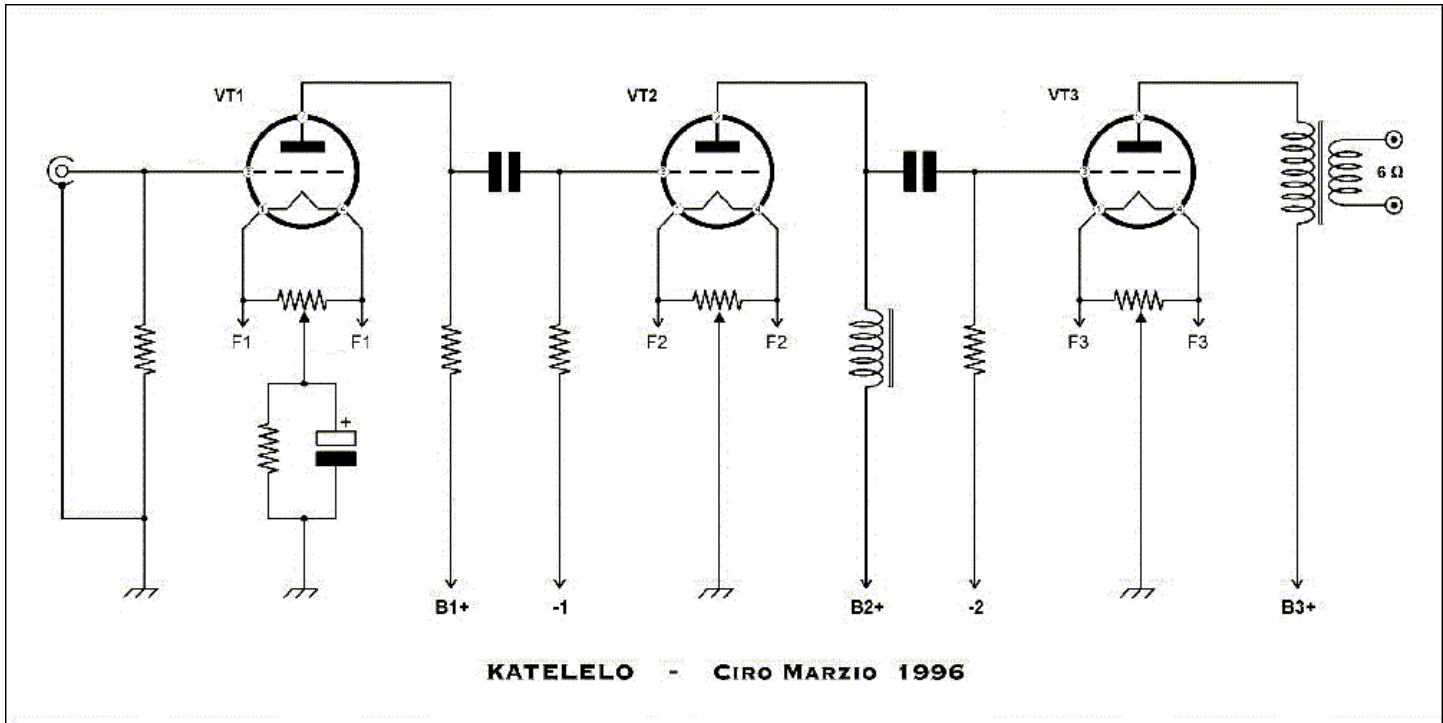 VT1
VT2
VT3
6 Ω
F1
F1
F2
F2
F3
F3
+
B1+
-1
B2+
-2
B3+
KATELELO - CIRO MARZIO 1996